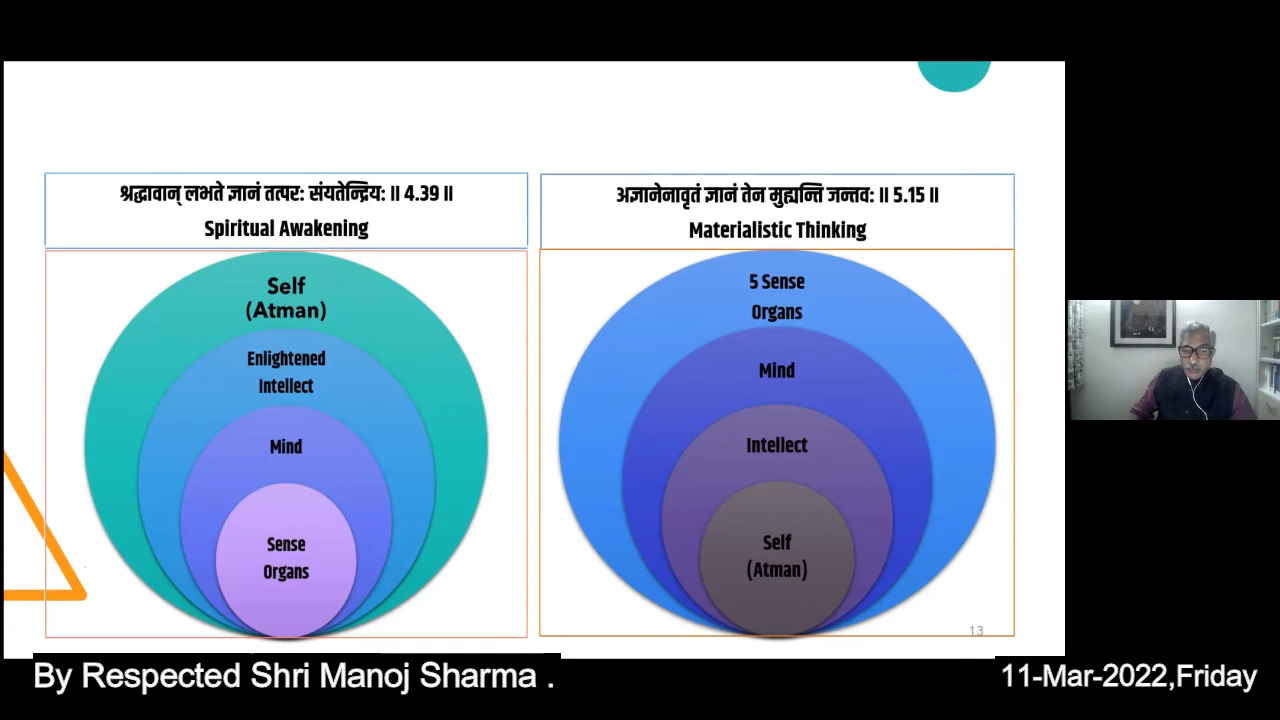 श्रद्धावान् लभते ज्ञानं तत्परः संयतेन्द्रियः ॥ 4.39 ॥
Spiritual Awakening
Self
(Atman)
Enlightened
Intellect
Mind
Sense
Organs
अज्ञानेनावृतं ज्ञानं तेन मुह्यन्ति जन्तवः ॥ 5.15 ॥
Materialistic Thinking
5 Sense
Organs
Mind
Intellect
Self
(Atman)
13
By Respected Shri Manoj Sharma .
11-Mar-2022,Friday